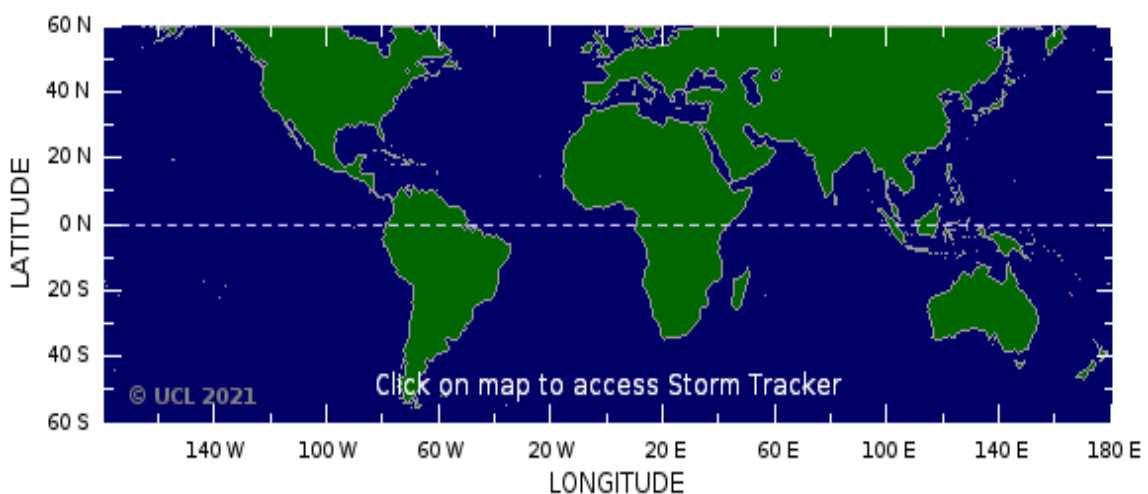 60 N
40 N
20 N
0 N
20 S
40 S
60 S
LATITUDE
Click on map to access Storm Tracker
© UCL 2021
140 W 100 W 60 W 20 W 20 E 60 E 100 E 140 E 180 E
LONGITUDE